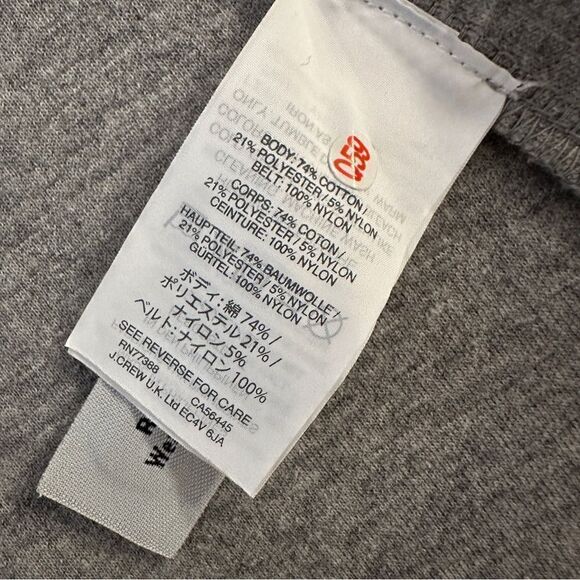 BODY: 74% COTTON /
21% POLYESTER / 5% NYLON
BELT: 100% NYLON
CORPS: 74% COTON /
21% POLYESTER / 5% NYLON
CEINTURE: 100% NYLON
HAUPTTEIL: 74% BAUMWOLLE /
21% POLYESTER / 5% NYLON
GURTEL: 100% NYLON
ボディ: 綿 74% /
ポリエステル 21% /
ナイロン 5%
ベルト: ナイロン 100%
SEE REVERSE FOR CARE
RN77388 CA56445
J.CREW U.K. Ltd EC4V 6JA
R
We